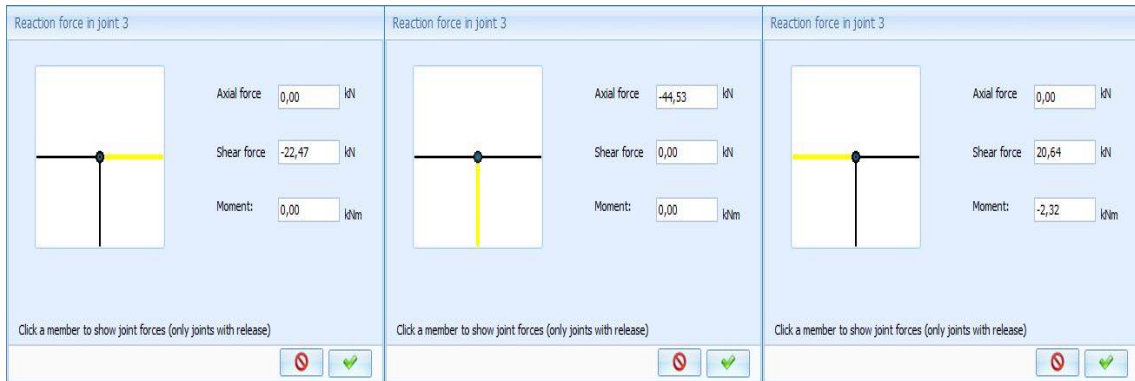 Reaction force in joint 3
Axial force 0,00 kN
Shear force -22,47 kN
Moment: 0,00 kNm
Click a member to show joint forces (only joints with release)
Reaction force in joint 3
Axial force -44,53 kN
Shear force 0,00 kN
Moment: 0,00 kNm
Click a member to show joint forces (only joints with release)
Reaction force in joint 3
Axial force 0,00 kN
Shear force 20,64 kN
Moment: -2,32 kNm
Click a member to show joint forces (only joints with release)